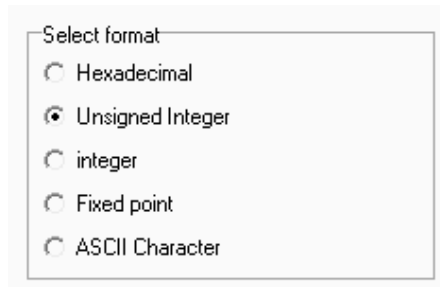 Select format
Hexadecimal
Unsigned Integer
integer
Fixed point
ASCII Character